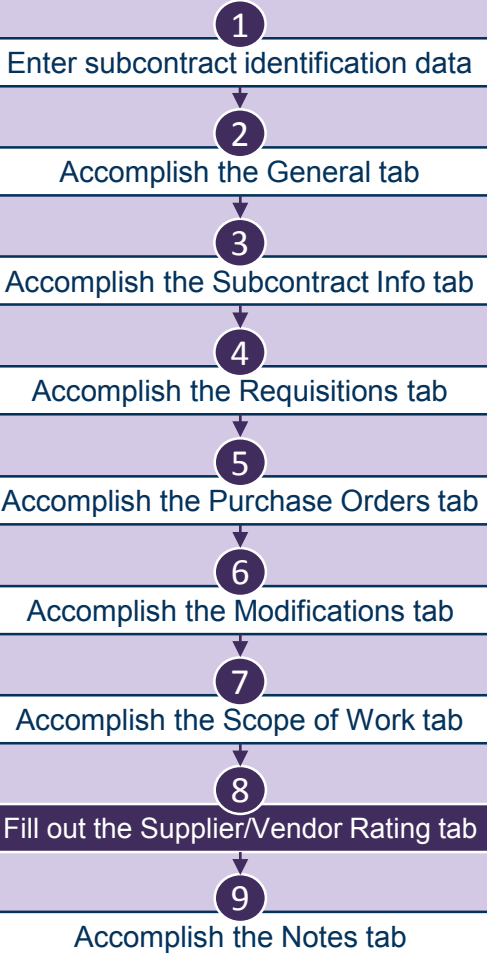 1
Enter subcontract identification data
2
Accomplish the General tab
3
Accomplish the Subcontract Info tab
4
Accomplish the Requisitions tab
5
Accomplish the Purchase Orders tab
6
Accomplish the Modifications tab
7
Accomplish the Scope of Work tab
8
Fill out the Supplier/Vendor Rating tab
9
Accomplish the Notes tab